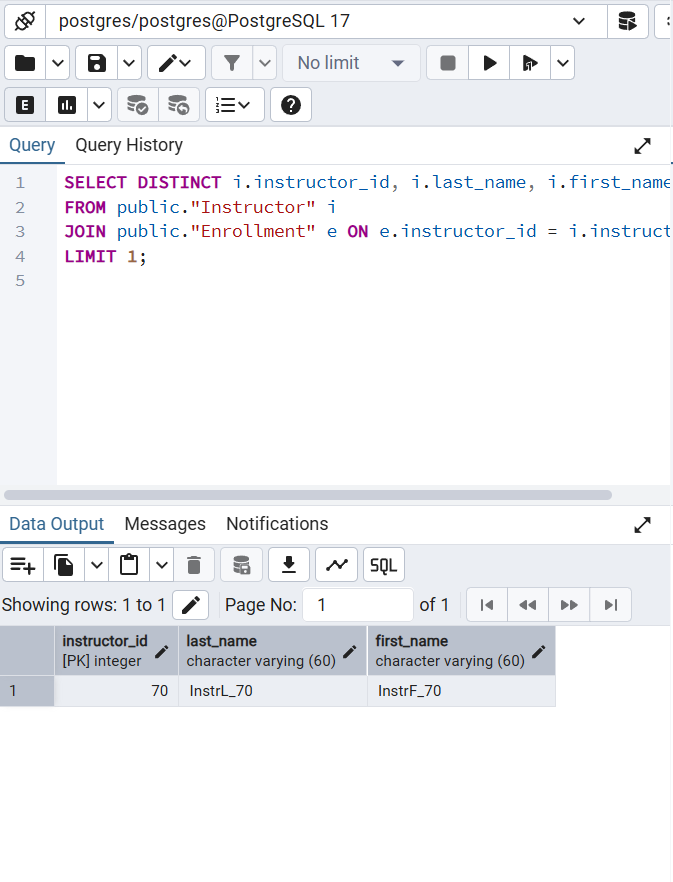 postgres/postgres@PostgreSQL 17
No limit
E
Query Query History
1 SELECT DISTINCT i.instructor_id, i.last_name, i.first_name
2 FROM public."Instructor" i
3 JOIN public."Enrollment" e ON e.instructor_id = i.instruct
4 LIMIT 1;
5
Data Output Messages Notifications
SQL
Showing rows: 1 to 1 Page No: 1 of 1
instructor_id last_name first_name
[PK] integer character varying (60) character varying (60)
1 70 InstrL_70 InstrF_70